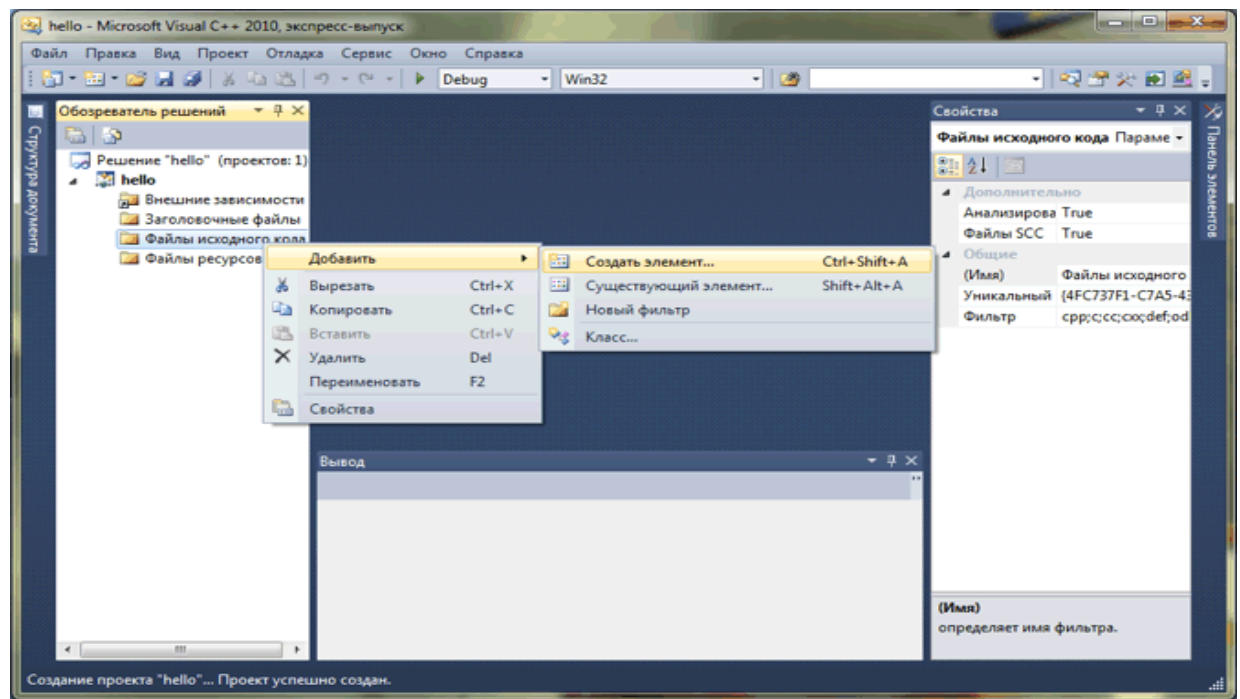 hello - Microsoft Visual C++ 2010, экспресс-выпуск
Файл Правка Вид Проект Отладка Сервис Окно Справка
Debug Win32
Структура документа
Обозреватель решений
Решение "hello" (проектов: 1)
hello
Внешние зависимости
Заголовочные файлы
Файлы исходного кода
Файлы ресурсов
Добавить
Вырезать Ctrl+X
Копировать Ctrl+C
Вставить Ctrl+V
Удалить Del
Переименовать F2
Свойства
Создать элемент... Ctrl+Shift+A
Существующий элемент... Shift+Alt+A
Новый фильтр
Класс...
Вывод
Свойства
Файлы исходного кода Параме
Дополнительно
Анализирова True
Файлы SCC True
Общие
(Имя) Файлы исходного
Уникальный {4FC737F1-C7A5-43
Фильтр cpp;c;cc;cxx;def;od
(Имя)
определяет имя фильтра.
Панель элементов
Создание проекта "hello"... Проект успешно создан.